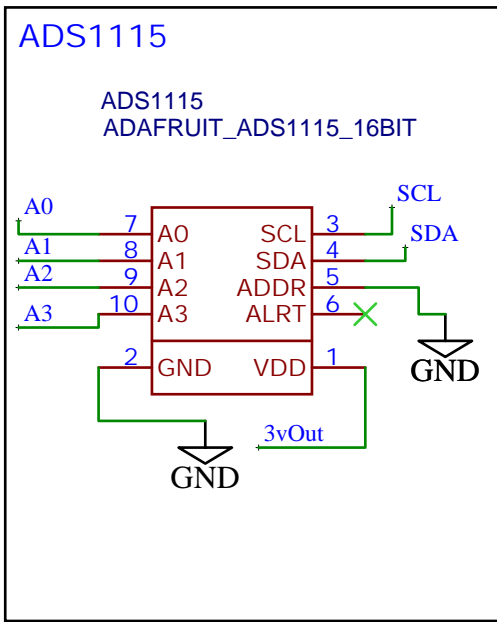 ADS1115
ADS1115
ADAFRUIT_ADS1115_16BIT
A0 7 A0 SCL 3 SCL
A1 8 A1 SDA 4 SDA
A2 9 A2 ADDR 5
A3 10 A3 ALRT 6
GND
2 GND VDD 1
3vOut
GND